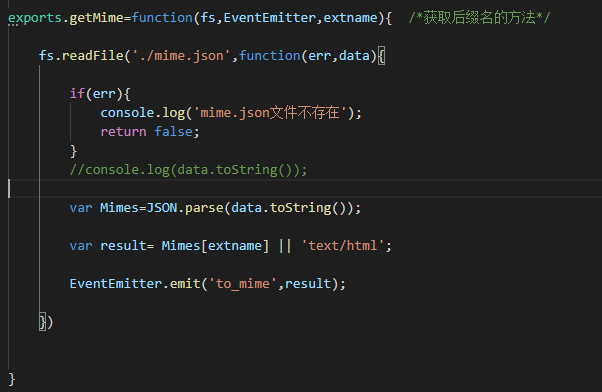 exports.getMime=function(fs,EventEmitter,extname){  /*获取后缀名的方法*/
fs.readFile('./mime.json',function(err,data){
if(err){
console.log('mime.json文件不存在');
return false;
}
//console.log(data.toString());
var Mimes=JSON.parse(data.toString());
var result= Mimes[extname] || 'text/html';
EventEmitter.emit('to_mime',result);
})
}